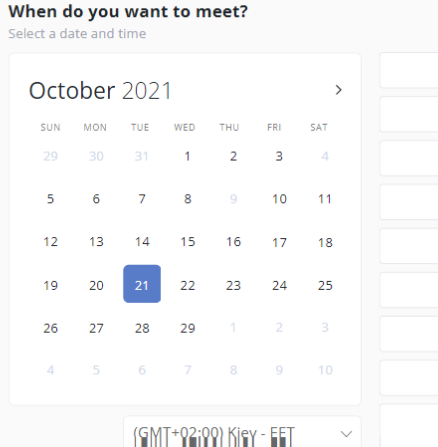 When do you want to meet?
Select a date and time
October 2021
SUN MON TUE WED THU FRI SAT
29 30 31 1 2 3 4
5 6 7 8 9 10 11
12 13 14 15 16 17 18
19 20 21 22 23 24 25
26 27 28 29 1 2 3
4 5 6 7 8 9 10
(GMT+02:00) Kiev - EET